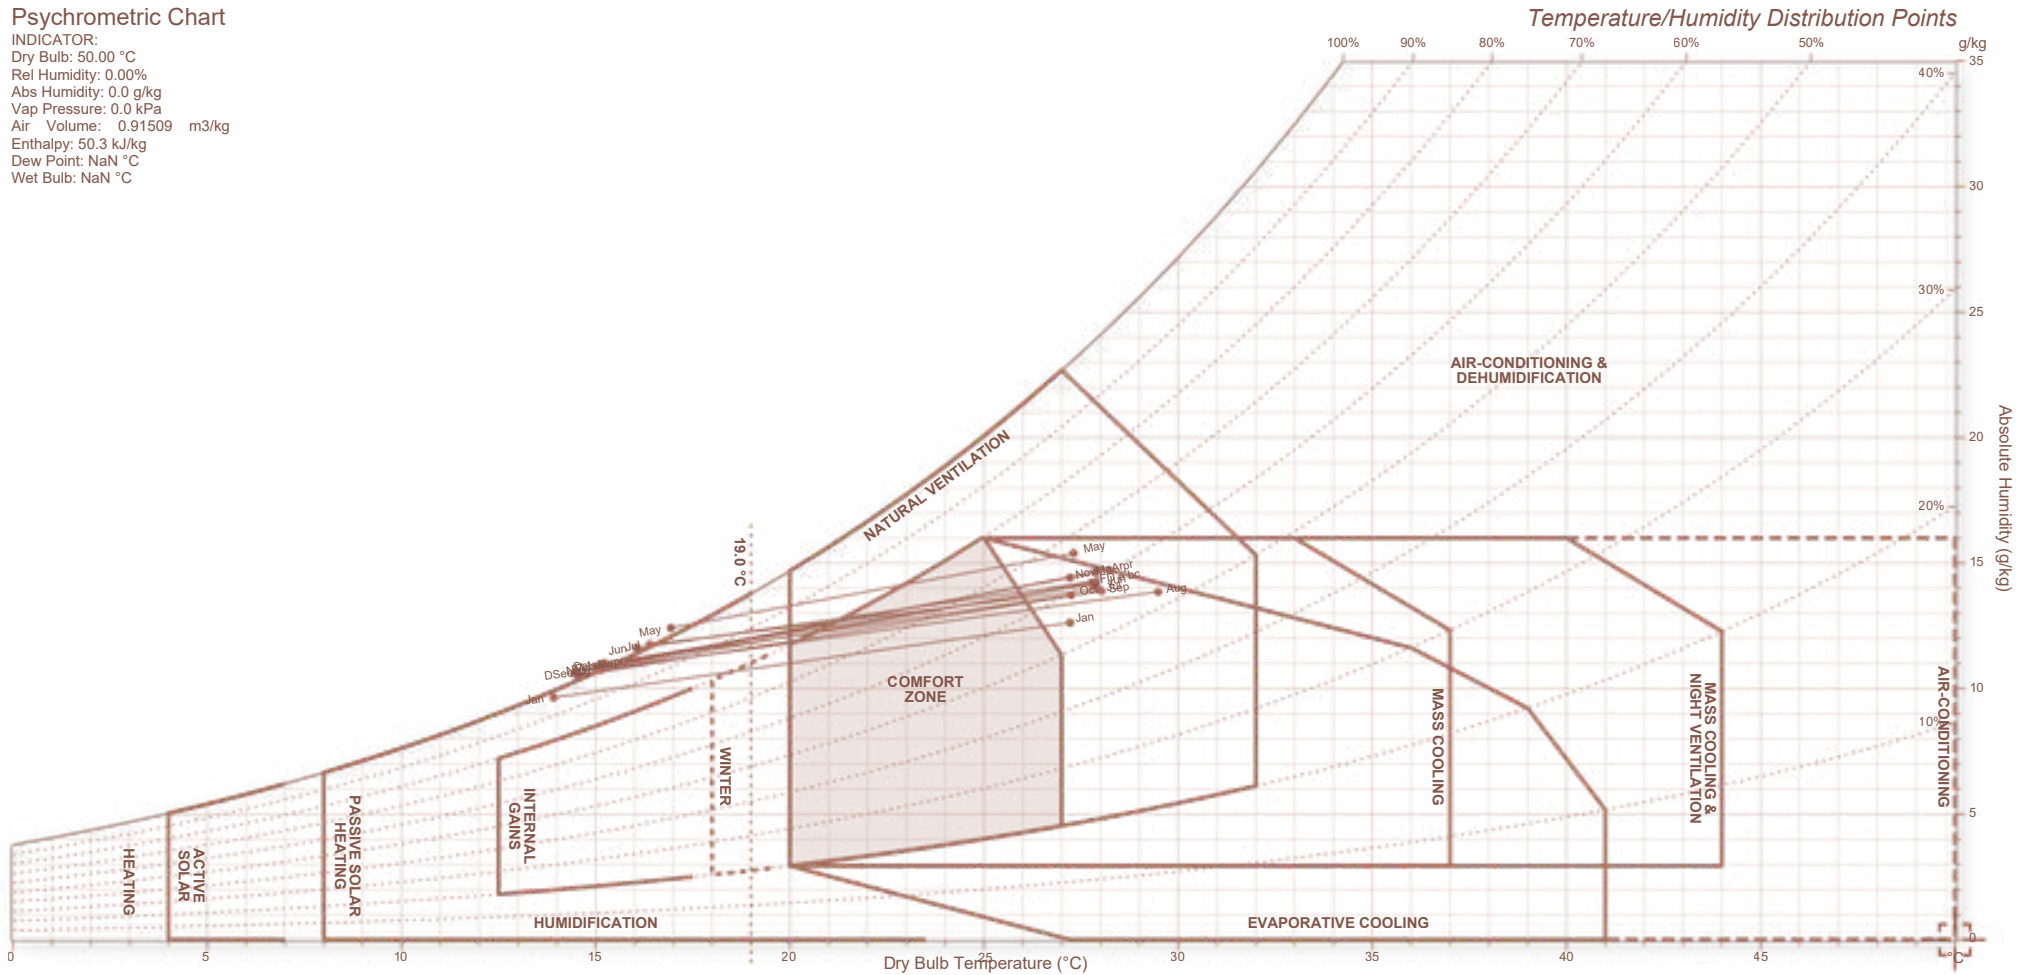 Psychrometric Chart
INDICATOR:
Dry Bulb: 50.00 °C
Rel Humidity: 0.00%
Abs Humidity: 0.0 g/kg
Vap Pressure: 0.0 kPa
Air Volume: 0.91509 m3/kg
Enthalpy: 50.3 kJ/kg
Dew Point: NaN °C
Wet Bulb: NaN °C
Temperature/Humidity Distribution Points
100% 90% 80% 70% 60% 50%
g/kg
35
40%
30
30%
25
AIR-CONDITIONING &
DEHUMIDIFICATION
20
Absolute Humidity (g/kg)
NATURAL VENTILATION
20%
19.0 °C
May
15
Aug
Sep
Jan
May
JunJul
Jan
COMFORT
ZONE
10
10%
WINTER
MASS COOLING
MASS COOLING &
NIGHT VENTILATION
AIR-CONDITIONING
INTERNAL
GAINS
5
HEATING
ACTIVE
SOLAR
PASSIVE SOLAR
HEATING
HUMIDIFICATION
EVAPORATIVE COOLING
0
0 5 10 15 20 25 30 35 40 45 °C
Dry Bulb Temperature (°C)